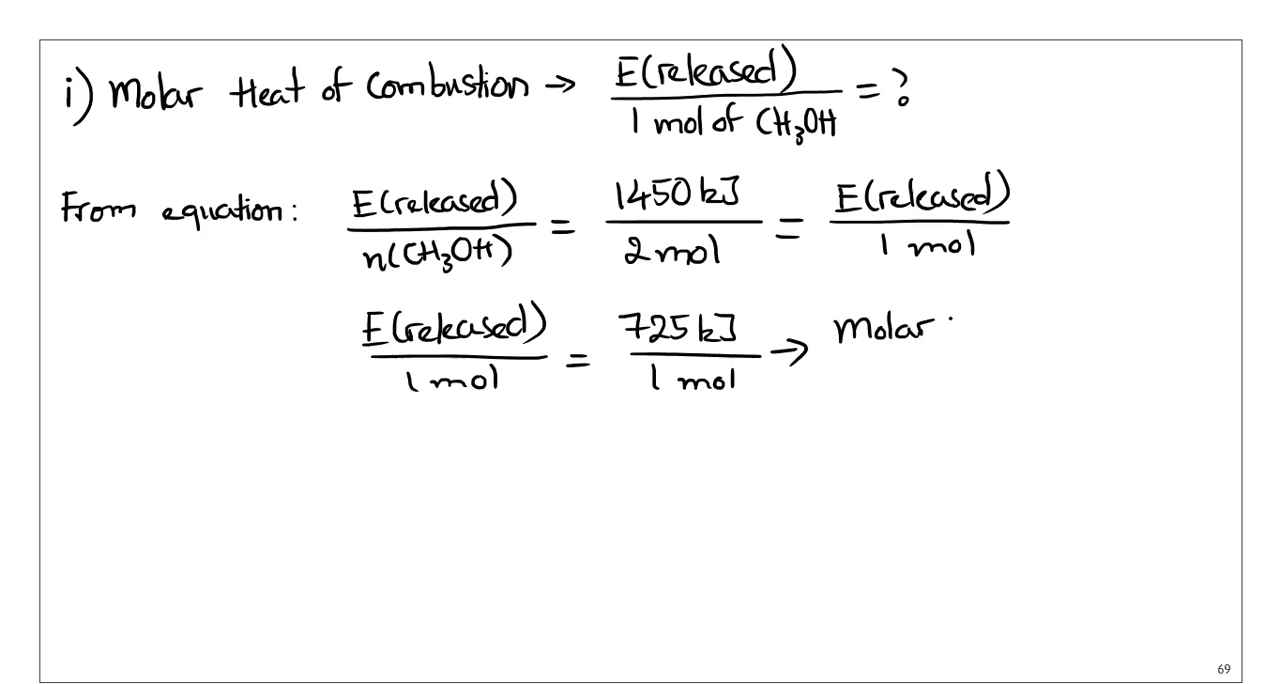 i) Molar Heat of Combustion → E(released) / 1 mol of CH₃OH = ?
From equation: E(released) / n(CH₃OH) = 1450 kJ / 2 mol = E(released) / 1 mol
E(released) / 1 mol = 725 kJ / 1 mol → Molar
69